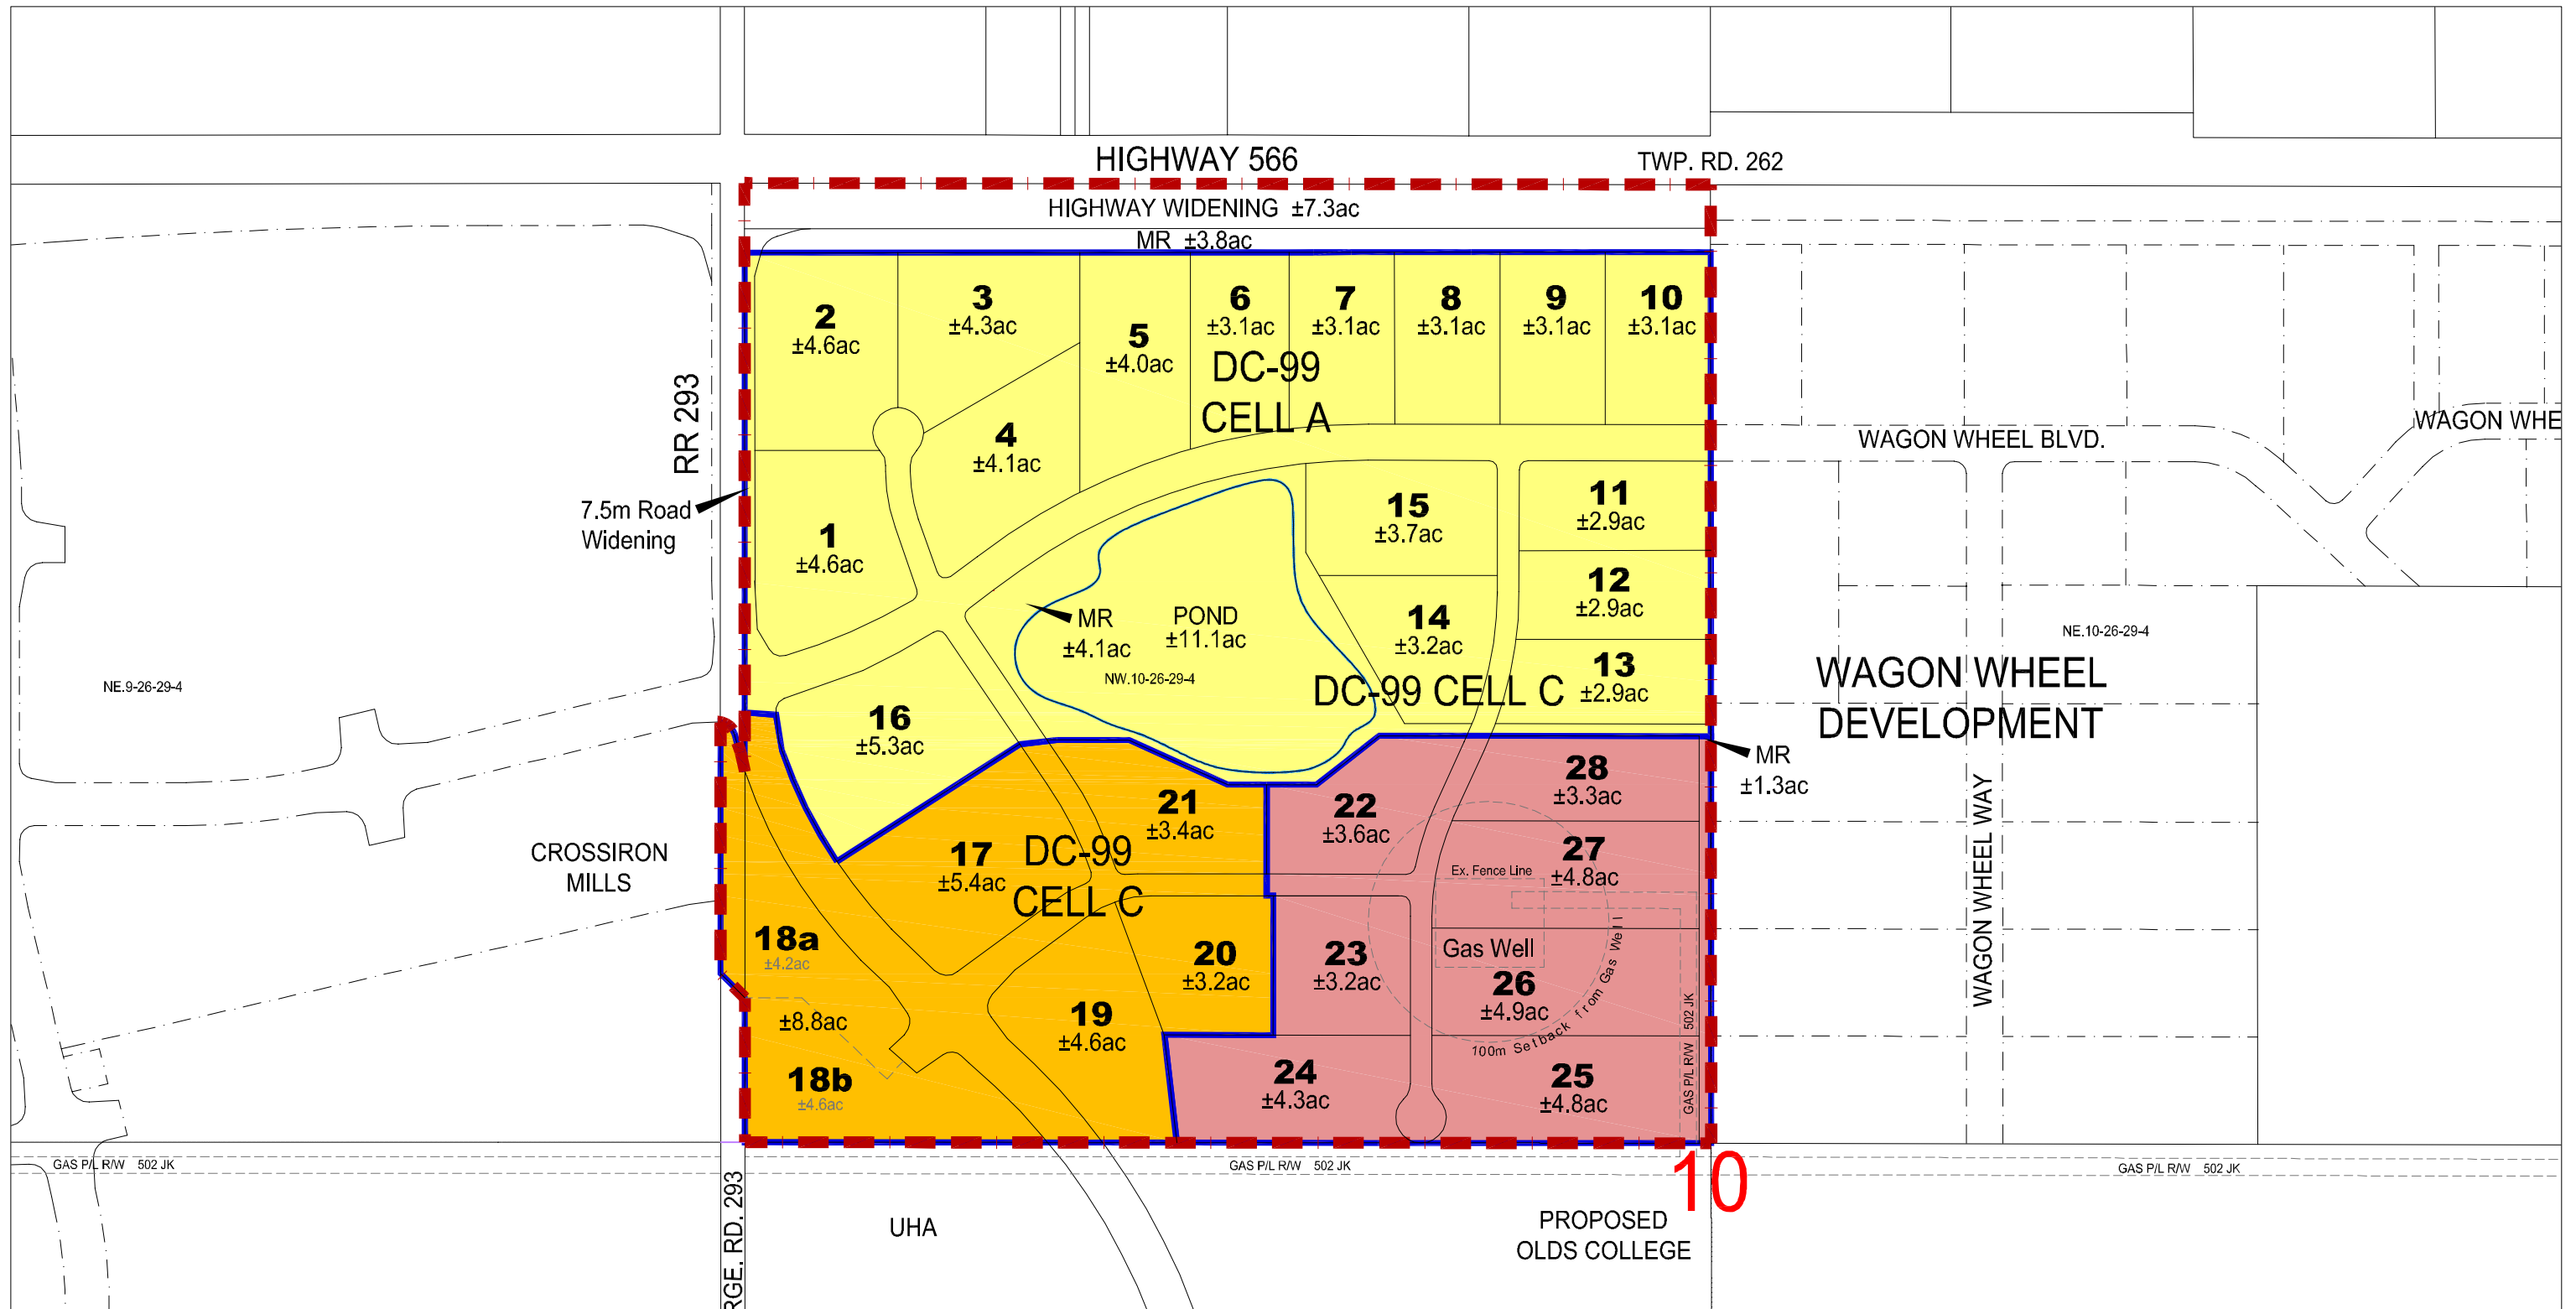 HIGHWAY 566
TWP. RD. 262
HIGHWAY WIDENING ±7.3ac
MR ±3.8ac
2
±4.6ac
3
±4.3ac
5
±4.0ac
6
±3.1ac
7
±3.1ac
8
±3.1ac
9
±3.1ac
10
±3.1ac
DC-99
CELL A
4
±4.1ac
RR 293
7.5m Road
Widening
1
±4.6ac
15
±3.7ac
11
±2.9ac
12
±2.9ac
14
±3.2ac
13
±2.9ac
MR
±4.1ac
POND
±11.1ac
NW.10-26-29-4
DC-99 CELL C
WAGON WHEEL BLVD.
WAGON WHE
NE.10-26-29-4
WAGON WHEEL
DEVELOPMENT
NE.9-26-29-4
16
±5.3ac
MR
±1.3ac
WAGON WHEEL WAY
CROSSIRON
MILLS
17
±5.4ac
DC-99
CELL C
21
±3.4ac
22
±3.6ac
28
±3.3ac
27
±4.8ac
Ex. Fence Line
Gas Well
100m Setback from Gas Well
18a
±4.2ac
±8.8ac
18b
±4.6ac
19
±4.6ac
20
±3.2ac
23
±3.2ac
26
±4.9ac
24
±4.3ac
25
±4.8ac
GAS P/L R/W 502 JK
GAS P/L R/W 502 JK
GAS P/L R/W 502 JK
GAS P/L R/W 502 JK
10
RGE. RD. 293
UHA
PROPOSED
OLDS COLLEGE